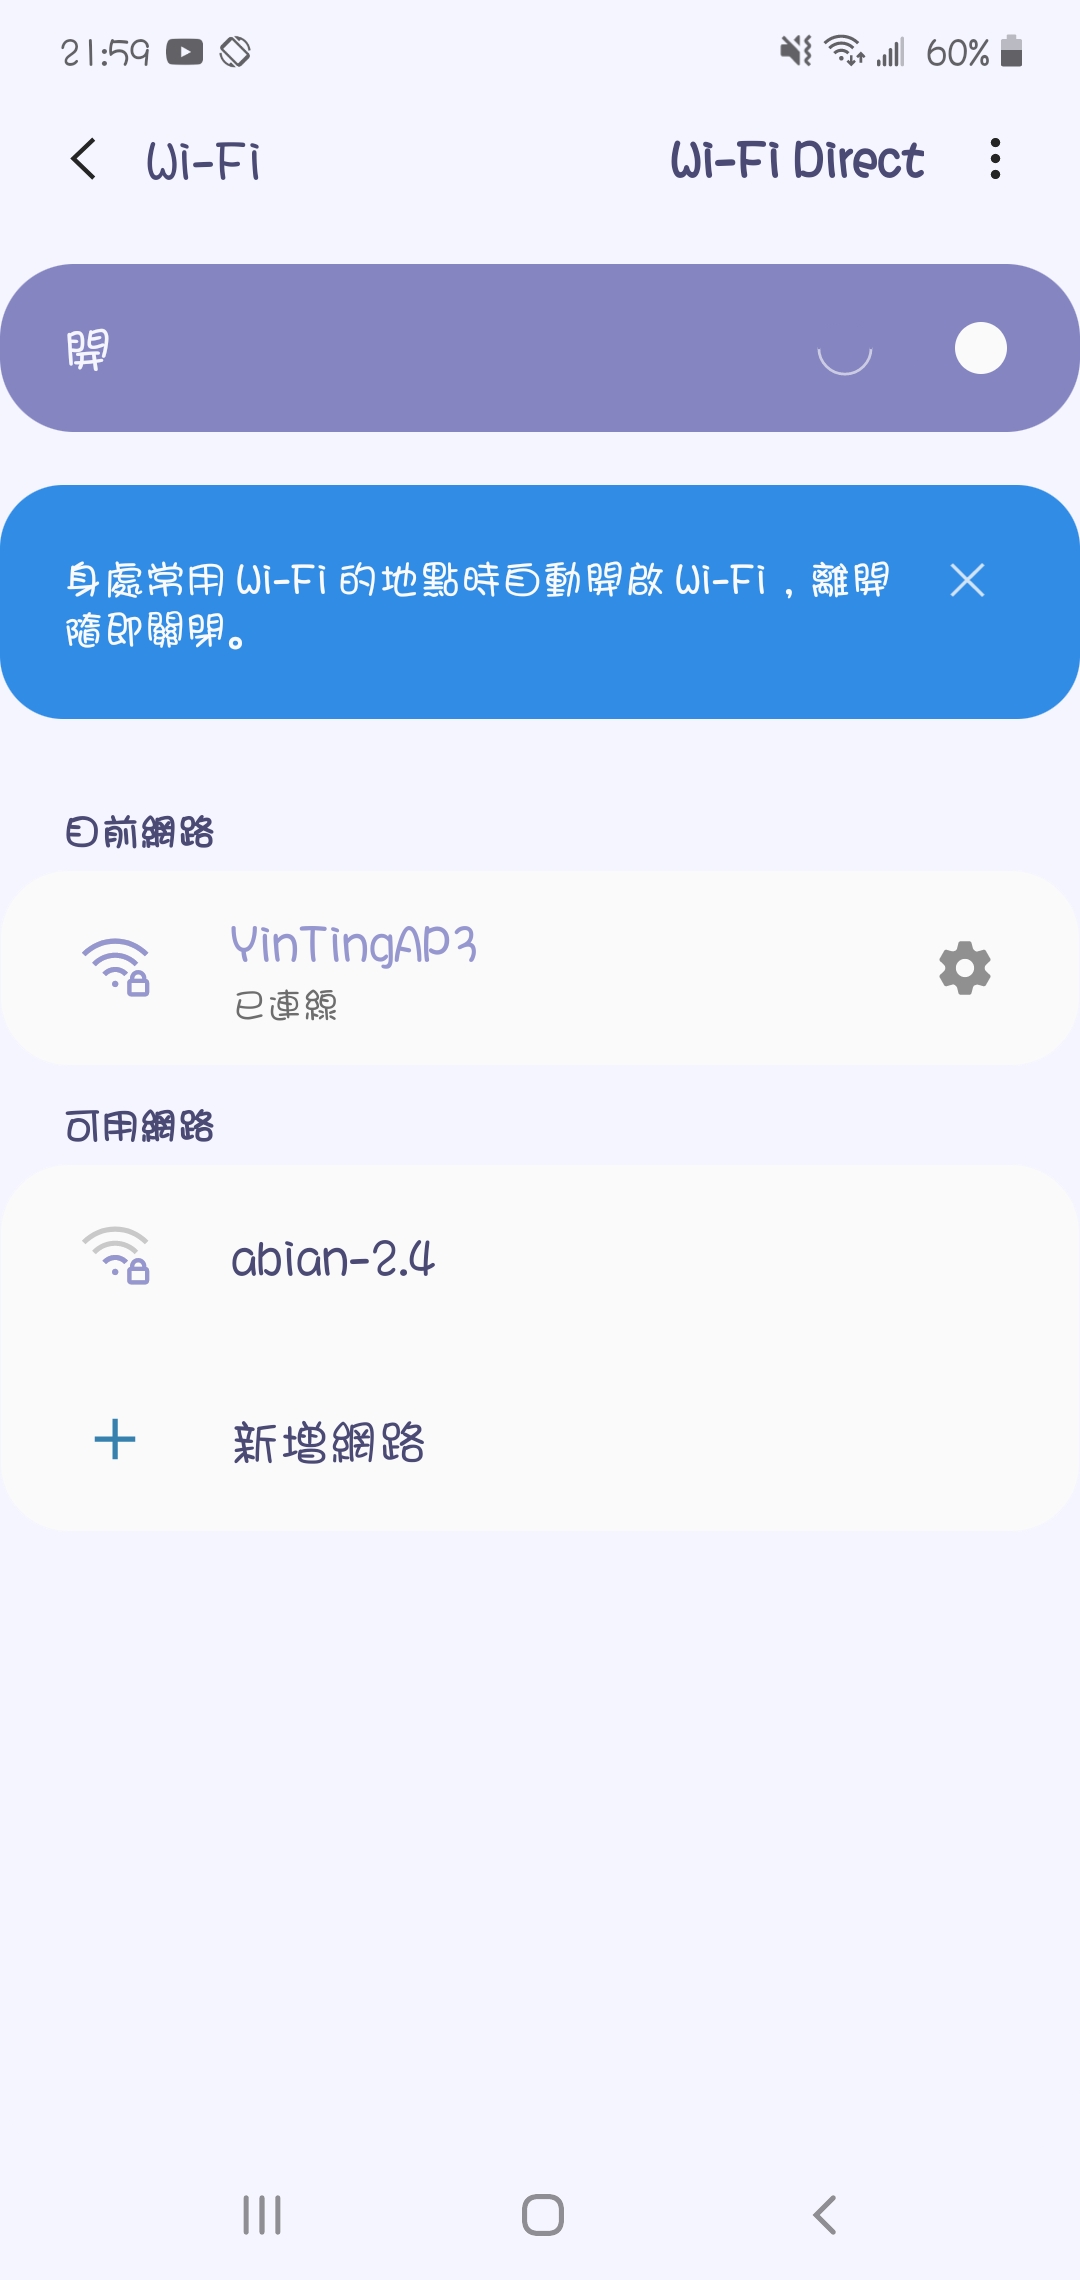 21:59
60%
Wi-Fi
Wi-Fi Direct
開
身處常用 Wi-Fi 的地點時自動開啟 Wi-Fi，離開
隨即關閉。
目前網路
YinTingAP3
已連線
可用網路
abian-2.4
新增網路